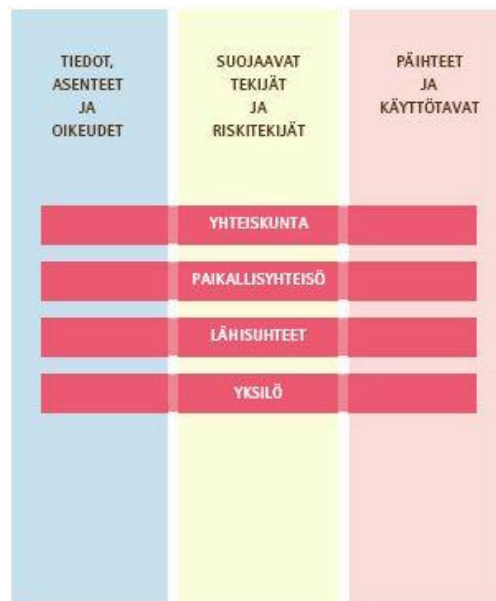 TIEDOT,
ASENTEET
JA
OIKEUDET
SUOJAAVAT
TEKIJÄT
JA
RISKITEKIJÄT
PÄIHTEET
JA
KÄYTTÖTAVAT
YHTEISKUNTA
PAIKALLISYHTEISÖ
LÄHISUHTEET
YKSILÖ